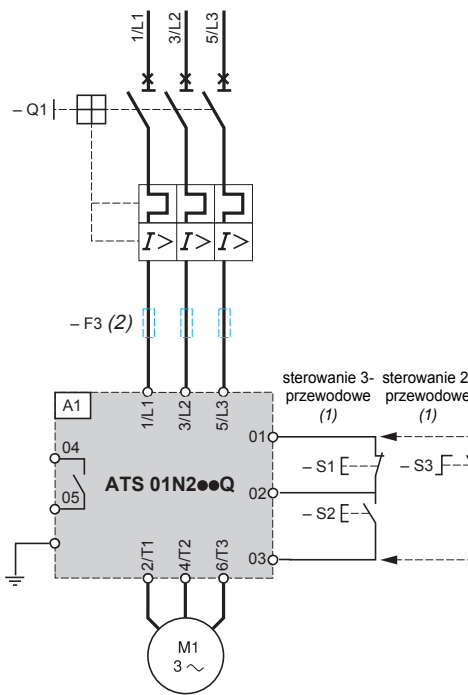 1/L1 3/L2 5/L3
– Q1
I> I> I>
– F3 (2)
sterowanie 3-
przewodowe
(1)
sterowanie 2
przewodowe
(1)
A1
1/L1 3/L2 5/L3
01
04
– S1
– S3
ATS 01N2●●Q
05
02
– S2
03
2/T1 4/T2 6/T3
M1
3 ~